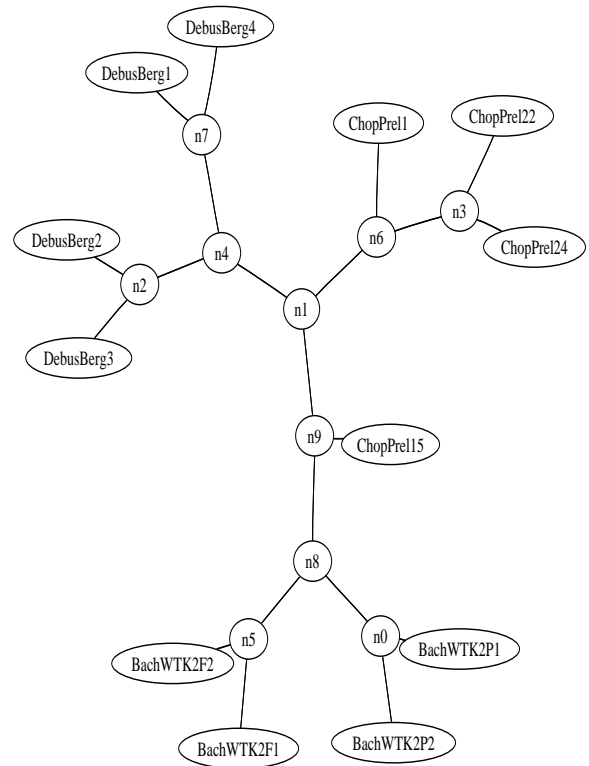 DebusBerg4
DebusBerg1
n7
ChopPrel1
ChopPrel22
n3
ChopPrel24
n6
DebusBerg2
n4
n2
n1
DebusBerg3
n9
ChopPrel15
n8
n5
n0
BachWTK2F2
BachWTK2P1
BachWTK2F1
BachWTK2P2